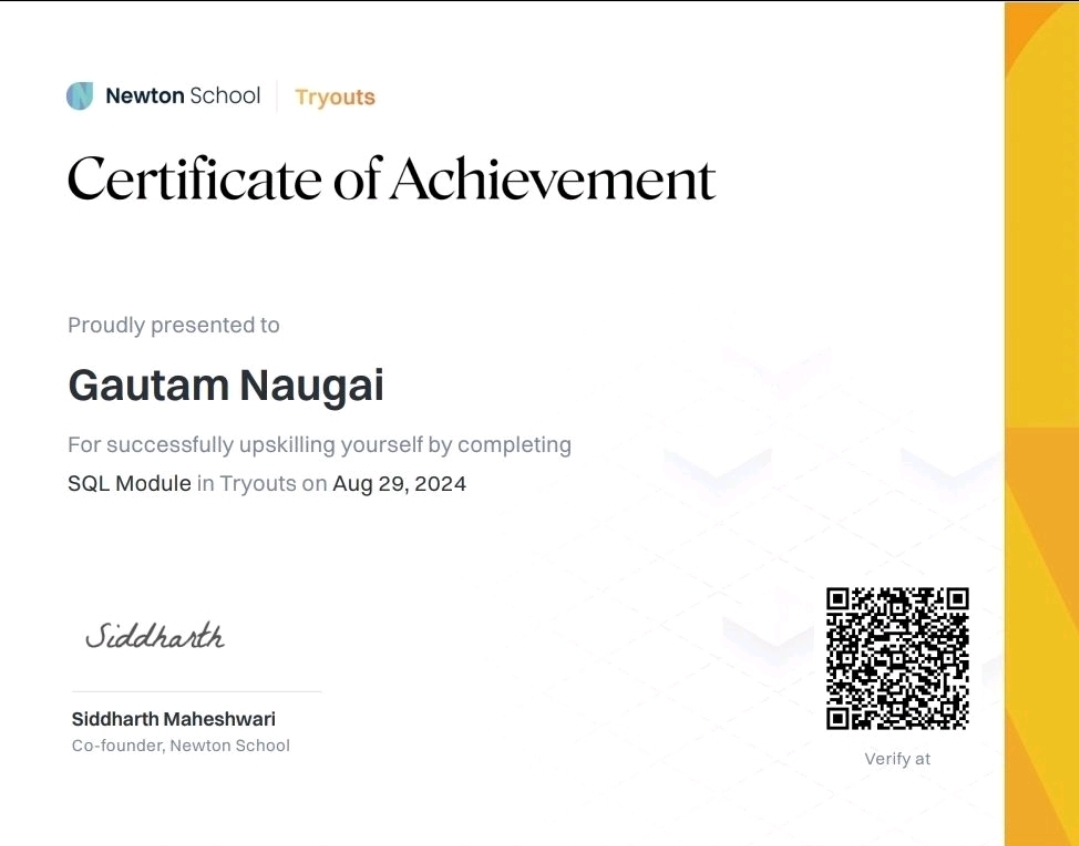 Newton School Tryouts
Certificate of Achievement
Proudly presented to
Gautam Naugai
For successfully upskilling yourself by completing
SQL Module in Tryouts on Aug 29, 2024
Siddharth
Siddharth Maheshwari
Co-founder, Newton School
Verify at